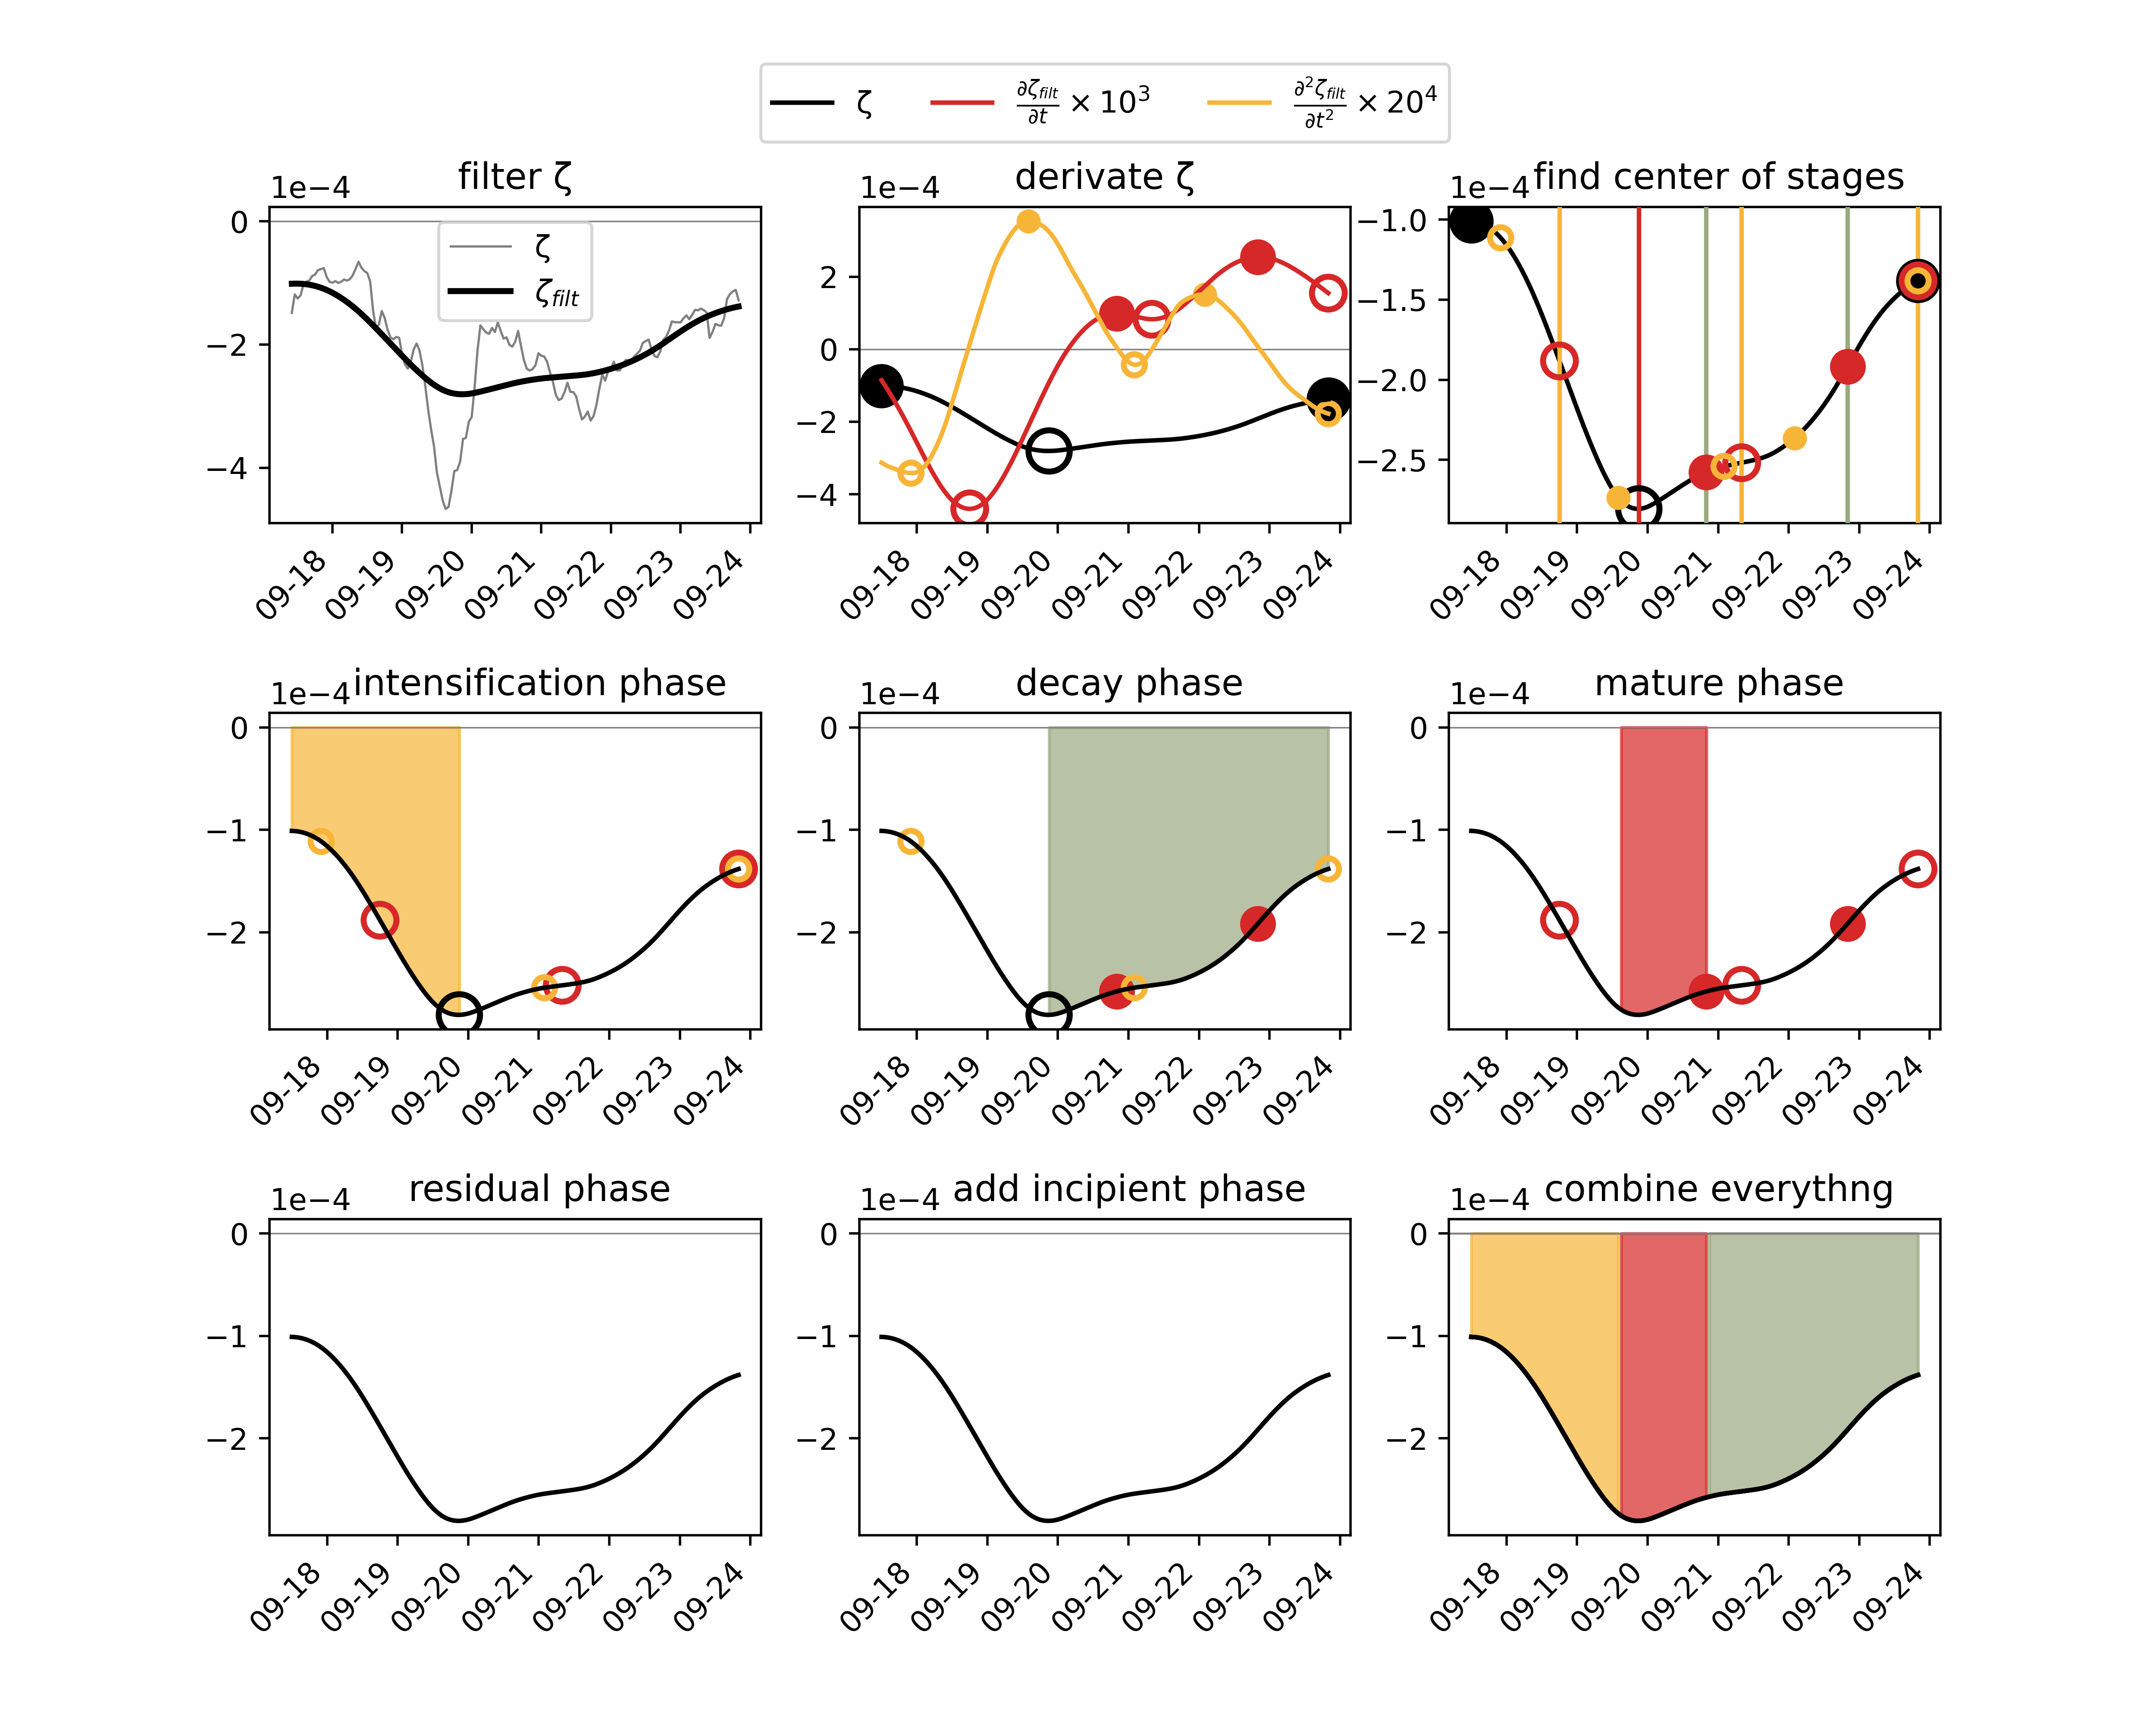 ζ ∂ζ_filt/∂t × 10³ ∂²ζ_filt/∂t² × 20⁴
filter ζ derivate ζ find center of stages
1e−4 1e−4 1e−4
ζ
ζ_filt
0
−2
−4
2
0
−2
−4
−1.0
−1.5
−2.0
−2.5
09-18 09-19 09-20 09-21 09-22 09-23 09-24 09-18 09-19 09-20 09-21 09-22 09-23 09-24 09-18 09-19 09-20 09-21 09-22 09-23 09-24
intensification phase decay phase mature phase
1e−4 1e−4 1e−4
0 0 0
−1 −1 −1
−2 −2 −2
09-18 09-19 09-20 09-21 09-22 09-23 09-24 09-18 09-19 09-20 09-21 09-22 09-23 09-24 09-18 09-19 09-20 09-21 09-22 09-23 09-24
residual phase add incipient phase combine everythng
1e−4 1e−4 1e−4
0 0 0
−1 −1 −1
−2 −2 −2
09-18 09-19 09-20 09-21 09-22 09-23 09-24 09-18 09-19 09-20 09-21 09-22 09-23 09-24 09-18 09-19 09-20 09-21 09-22 09-23 09-24